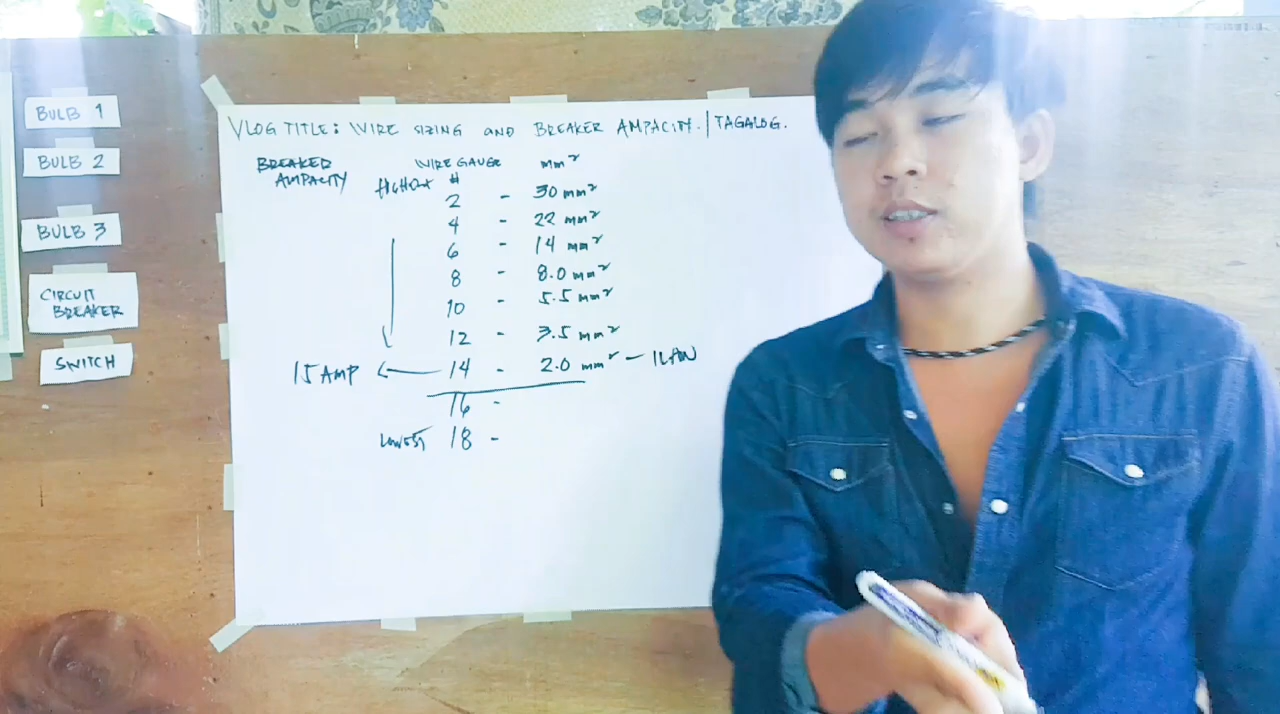 BULB 1
BULB 2
BULB 3
CIRCUIT
BREAKER
SWITCH
VLOG TITLE: WIRE SIZING AND BREAKER AMPACITY. / TAGALOG.
BREAKER
AMPACITY
WIRE GAUGE mm²
HIGHEST #
2 - 30 mm²
4 - 22 mm²
6 - 14 mm²
8 - 8.0 mm²
10 - 5.5 mm²
12 - 3.5 mm²
15 AMP ← 14 - 2.0 mm² - ILAW
16 -
LOWEST 18 -